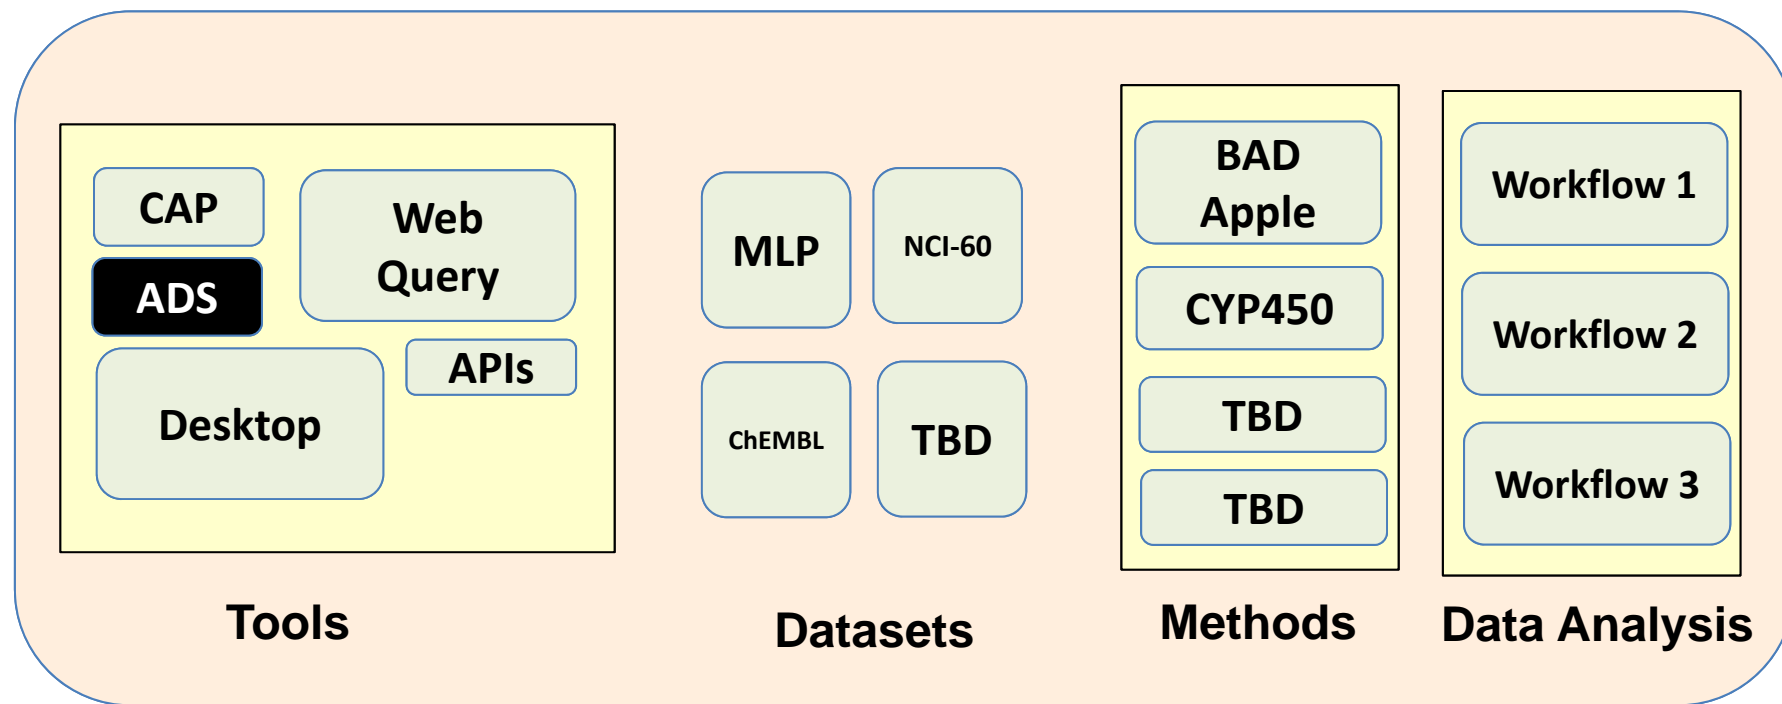 CAP
ADS
Web
Query
APIs
Desktop
Tools
MLP
NCI-60
ChEMBL
TBD
Datasets
BAD
Apple
CYP450
TBD
TBD
Methods
Workflow 1
Workflow 2
Workflow 3
Data Analysis